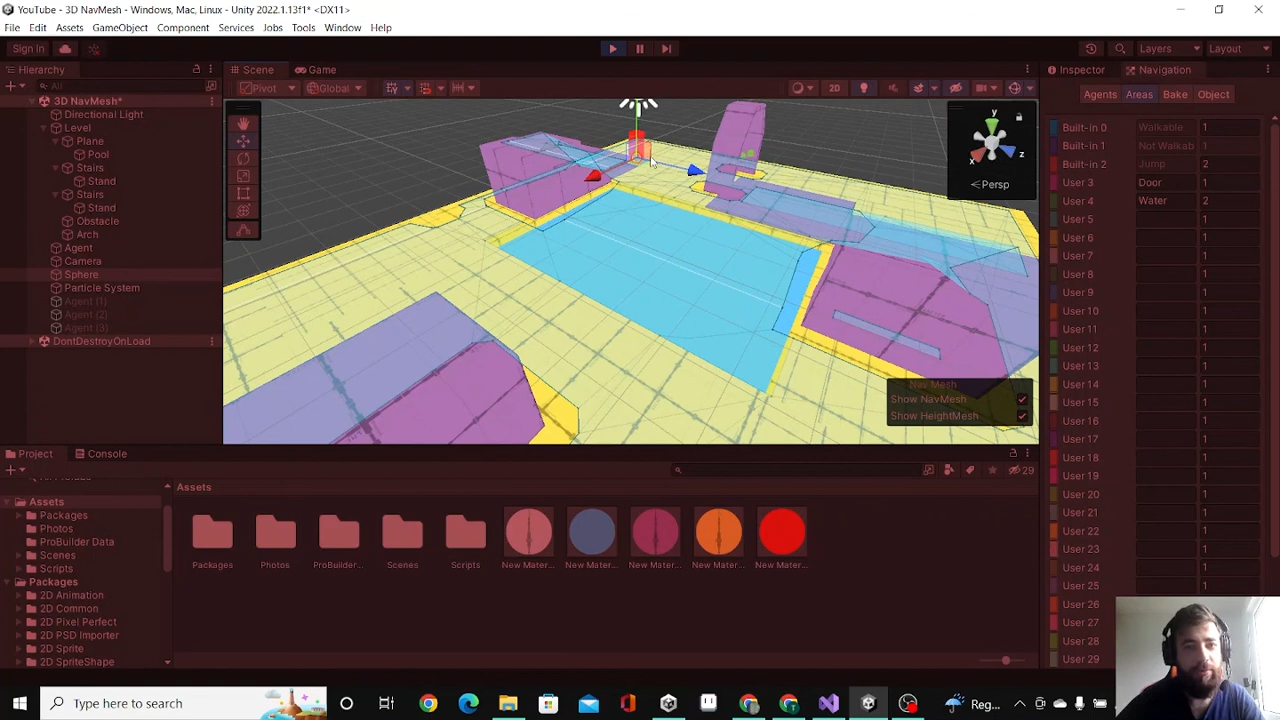 YouTube - 3D NavMesh - Windows, Mac, Linux - Unity 2022.1.13f1* <DX11>
File Edit Assets GameObject Component Services Jobs Tools Window Help
Sign In
Layers Layout
Hierarchy
Scene Game
Inspector Navigation
All
Pivot Global 2D
Agents Areas Bake Object
3D NavMesh*
Directional Light
Level
Plane
Pool
Stairs
Stand
Stairs
Stand
Obstacle
Arch
Agent
Camera
Sphere
Particle System
Agent (1)
Agent (2)
Agent (3)
DontDestroyOnLoad
y
x z
Persp
Nav Mesh
Show NavMesh
Show HeightMesh
Built-in 0 Walkable 1
Built-in 1 Not Walkab 1
Built-in 2 Jump 2
User 3 Door 1
User 4 Water 2
User 5 1
User 6 1
User 7 1
User 8 1
User 9 1
User 10 1
User 11 1
User 12 1
User 13 1
User 14 1
User 15 1
User 16 1
User 17 1
User 18 1
User 19 1
User 20 1
User 21 1
User 22 1
User 23 1
User 24 1
User 25 1
User 26
User 27
User 28
User 29
Project Console
29
Assets
Packages
Photos
ProBuilder Data
Scenes
Scripts
Packages
2D Animation
2D Common
2D Pixel Perfect
2D PSD Importer
2D Sprite
2D SpriteShape
Assets
Packages Photos ProBuilder... Scenes Scripts New Mater... New Mater... New Mater... New Mater... New Mater...
Type here to search
Reg...